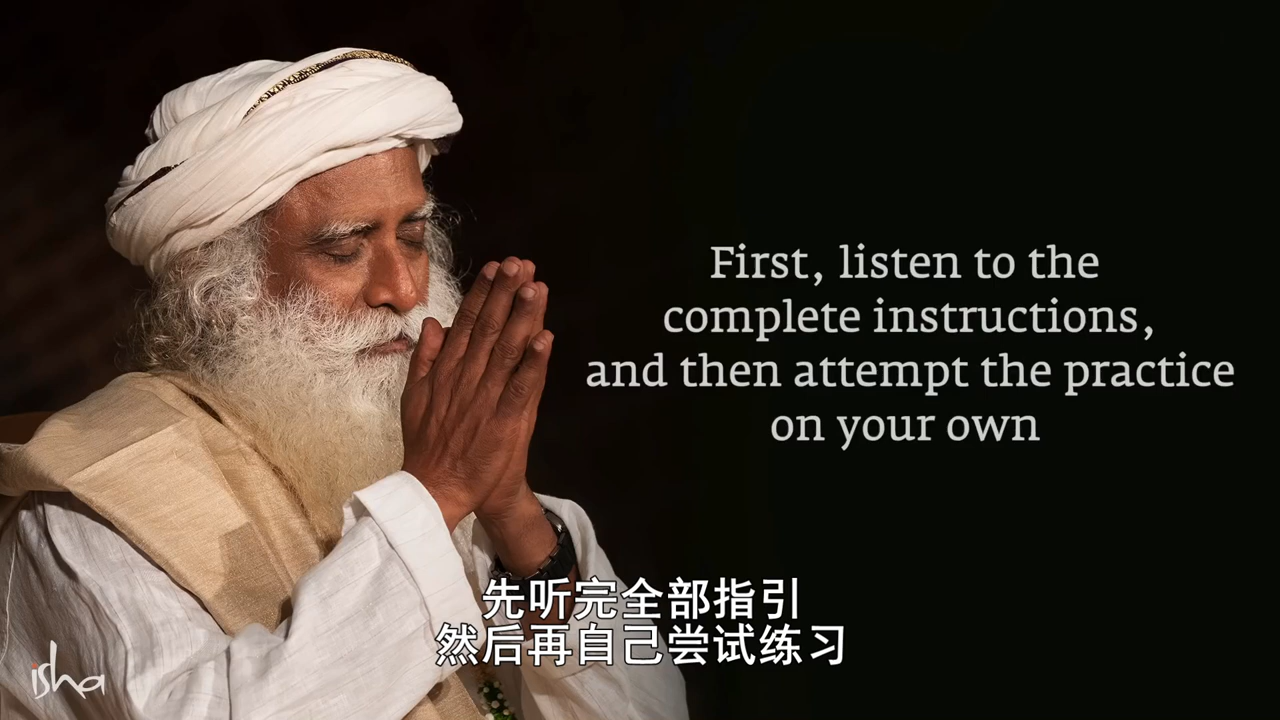 First, listen to the
complete instructions,
and then attempt the practice
on your own
先听完全部指引
然后再自己尝试练习
isha